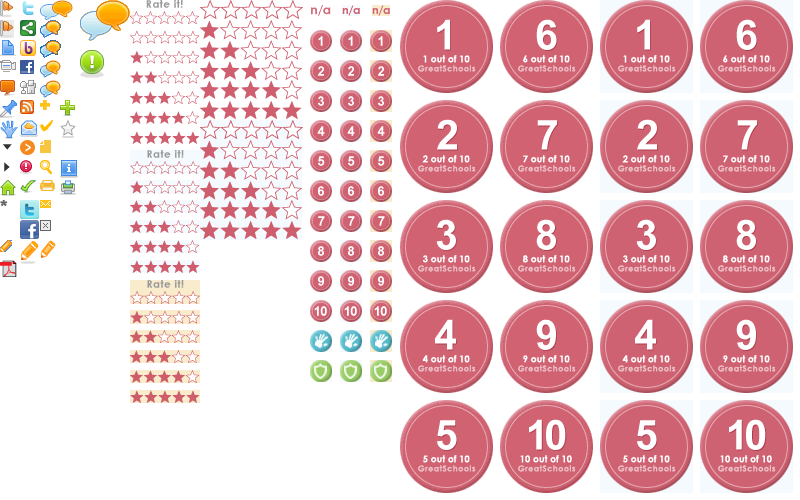 Rate it!
Rate it!
Rate it!
n/a n/a n/a
1 1 1
2 2 2
3 3 3
4 4 4
5 5 5
6 6 6
7 7 7
8 8 8
9 9 9
10 10 10
1
1 out of 10
GreatSchools
6
6 out of 10
GreatSchools
1
1 out of 10
GreatSchools
6
6 out of 10
GreatSchools
2
2 out of 10
GreatSchools
7
7 out of 10
GreatSchools
2
2 out of 10
GreatSchools
7
7 out of 10
GreatSchools
3
3 out of 10
GreatSchools
8
8 out of 10
GreatSchools
3
3 out of 10
GreatSchools
8
8 out of 10
GreatSchools
4
4 out of 10
GreatSchools
9
9 out of 10
GreatSchools
4
4 out of 10
GreatSchools
9
9 out of 10
GreatSchools
5
5 out of 10
GreatSchools
10
10 out of 10
GreatSchools
5
5 out of 10
GreatSchools
10
10 out of 10
GreatSchools